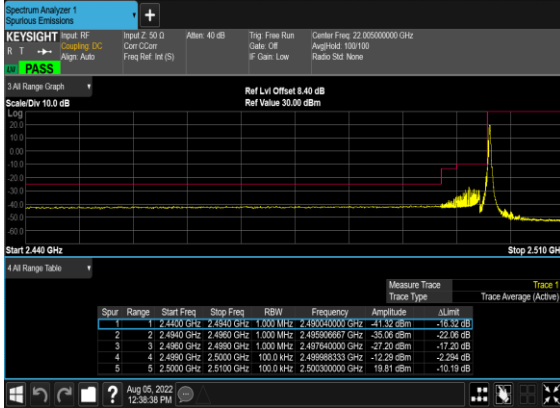 Spectrum Analyzer 1
Spurious Emissions
KEYSIGHT Input: RF Input Z: 50 Ω Atten: 40 dB Trig: Free Run Center Freq: 22.005000000 GHz
R T Coupling: DC Corr CCorr Gate: Off Avg|Hold: 100/100
Align: Auto Freq Ref: Int (S) IF Gain: Low Radio Std: None
PASS
3 All Range Graph
Ref Lvl Offset 8.40 dB
Scale/Div 10.0 dB Ref Value 30.00 dBm
Log
20.0
10.0
0.00
-10.0
-20.0
-30.0
-40.0
-50.0
-60.0
Start 2.440 GHz Stop 2.510 GH
4 All Range Table
Measure Trace Trace 1
Trace Type Trace Average (Active)
Spur Range Start Freq Stop Freq RBW Frequency Amplitude ΔLimit
1 1 2.4400 GHz 2.4940 GHz 1.000 MHz 2.490040000 GHz -41.32 dBm -16.32 dB
2 2 2.4940 GHz 2.4960 GHz 1.000 MHz 2.495906667 GHz -35.06 dBm -22.06 dB
3 3 2.4960 GHz 2.4990 GHz 1.000 MHz 2.497640000 GHz -27.20 dBm -17.20 dB
4 4 2.4990 GHz 2.5000 GHz 100.0 kHz 2.499988333 GHz -12.29 dBm -2.294 dB
5 5 2.5000 GHz 2.5100 GHz 100.0 kHz 2.500300000 GHz 19.81 dBm -10.19 dB
Aug 05, 2022
12:38:38 PM